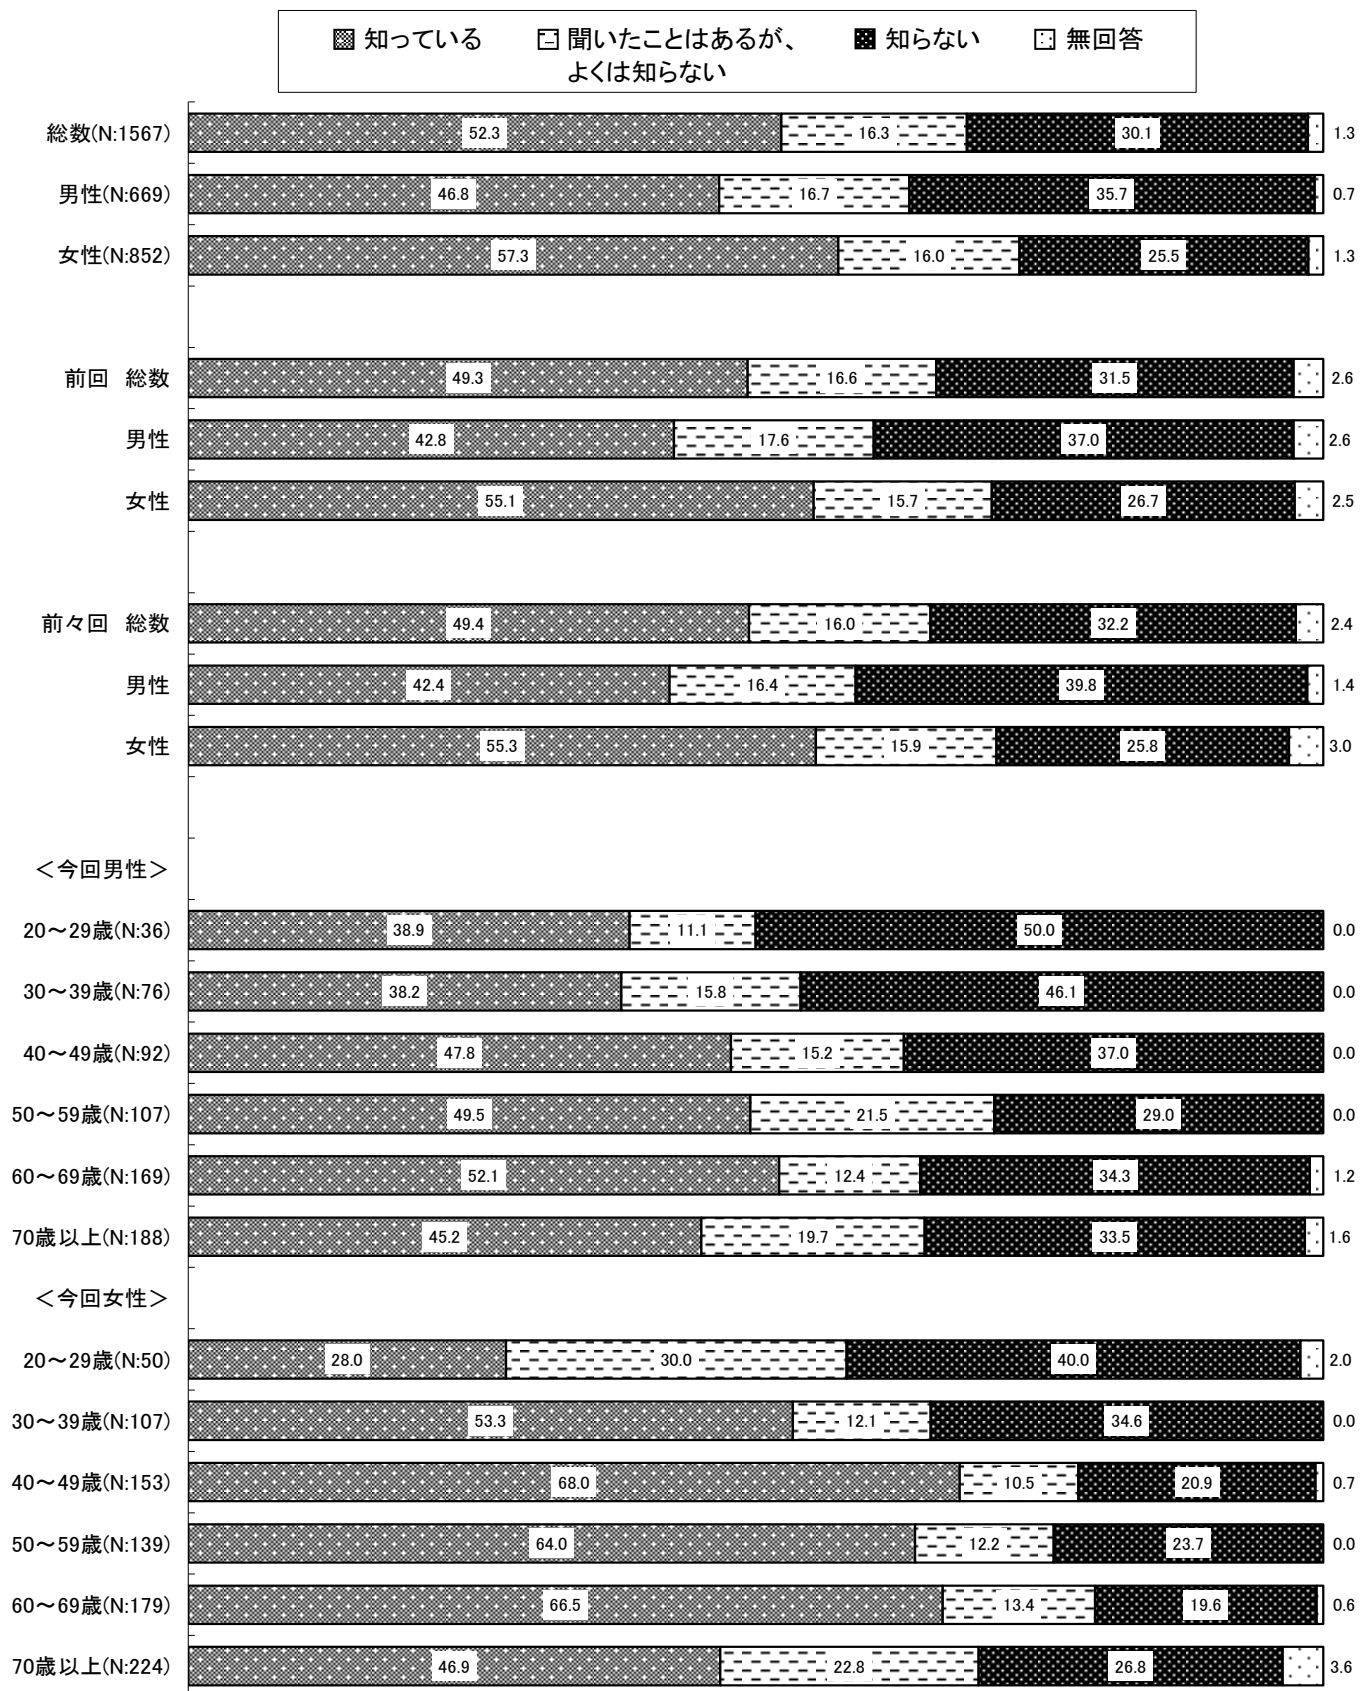 知っている 聞いたことはあるが、 知らない 無回答
よくは知らない
総数(N:1567) 52.3 16.3 30.1 1.3
男性(N:669) 46.8 16.7 35.7 0.7
女性(N:852) 57.3 16.0 25.5 1.3
前回 総数 49.3 16.6 31.5 2.6
男性 42.8 17.6 37.0 2.6
女性 55.1 15.7 26.7 2.5
前々回 総数 49.4 16.0 32.2 2.4
男性 42.4 16.4 39.8 1.4
女性 55.3 15.9 25.8 3.0
＜今回男性＞
20～29歳(N:36) 38.9 11.1 50.0 0.0
30～39歳(N:76) 38.2 15.8 46.1 0.0
40～49歳(N:92) 47.8 15.2 37.0 0.0
50～59歳(N:107) 49.5 21.5 29.0 0.0
60～69歳(N:169) 52.1 12.4 34.3 1.2
70歳以上(N:188) 45.2 19.7 33.5 1.6
＜今回女性＞
20～29歳(N:50) 28.0 30.0 40.0 2.0
30～39歳(N:107) 53.3 12.1 34.6 0.0
40～49歳(N:153) 68.0 10.5 20.9 0.7
50～59歳(N:139) 64.0 12.2 23.7 0.0
60～69歳(N:179) 66.5 13.4 19.6 0.6
70歳以上(N:224) 46.9 22.8 26.8 3.6